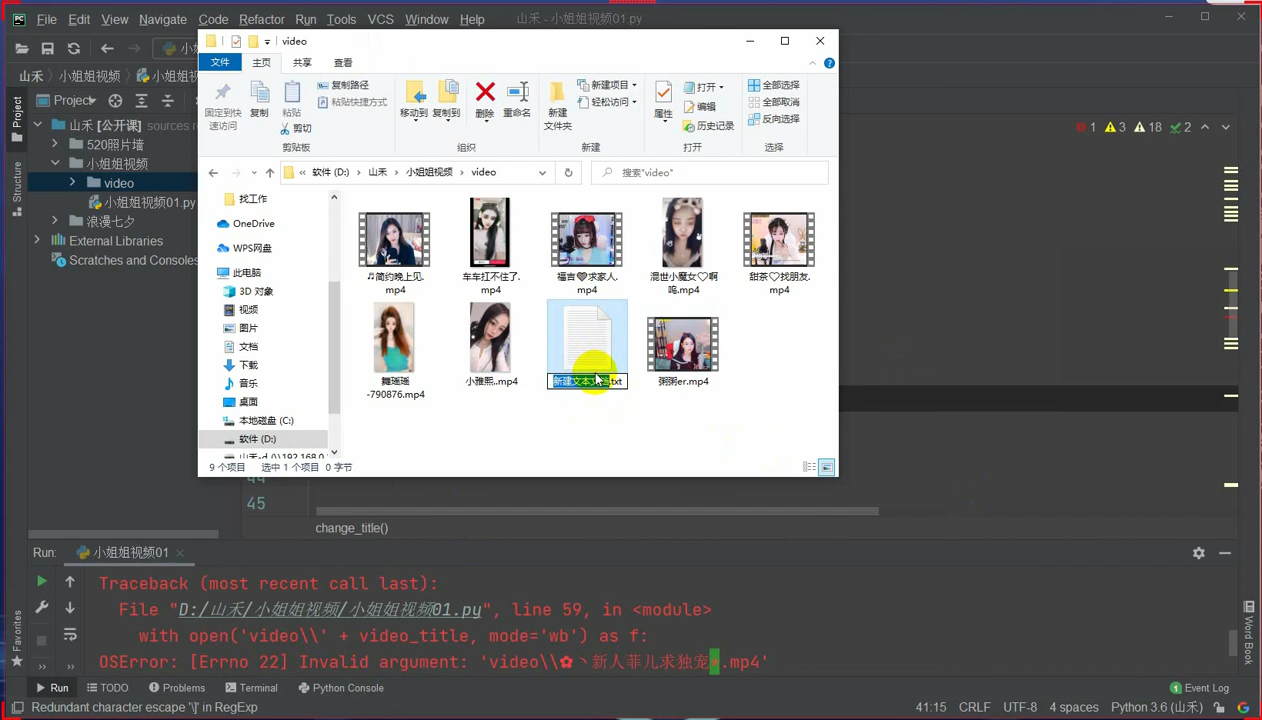 File Edit View Navigate Code Refactor Run Tools VCS Window Help 山禾 - 小姐姐视频01.py
山禾 小姐姐视频 小姐姐视
video
文件 主页 共享 查看
固定到快速访问 复制 粘贴 复制路径 粘贴快捷方式 剪切
移动到 复制到 删除 重命名
新建文件夹 新建项目 轻松访问
属性 打开 编辑 历史记录
全部选择 全部取消 反向选择
剪贴板 组织 新建 打开 选择
« 软件 (D:) 山禾 小姐姐视频 video
搜索"video"
Project
山禾 [公开课] sources r
520照片墙
小姐姐视频
video
小姐姐视频01.py
浪漫七夕
External Libraries
Scratches and Consoles
Project
Structure
Favorites
找工作
OneDrive
WPS网盘
此电脑
3D 对象
视频
图片
文档
下载
音乐
桌面
本地磁盘 (C:)
软件 (D:)
♬简约晚上见.mp4
车车扛不住了.mp4
福吉♥求家人.mp4
混世小魔女♡啊呜.mp4
甜茶♡找朋友.mp4
舞瑶瑶-790876.mp4
小雅熙..mp4
新建文本文档.txt
粥粥er.mp4
9 个项目 选中 1 个项目 0 字节
1 3 18 2
44
45
change_title()
Run: 小姐姐视频01
Traceback (most recent call last):
File "D:/山禾/小姐姐视频/小姐姐视频01.py", line 59, in <module>
with open('video\\' + video_title, mode='wb') as f:
OSError: [Errno 22] Invalid argument: 'video\\✿丶新人菲儿求独宠*.mp4'
Run TODO Problems Terminal Python Console 1 Event Log
Redundant character escape '\|' in RegExp 41:15 CRLF UTF-8 4 spaces Python 3.6 (山禾)
Word Book